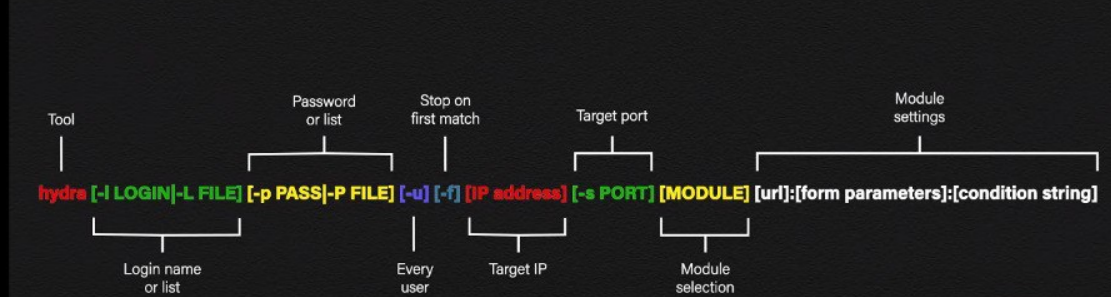 Tool
Password
or list
Stop on
first match
Target port
Module
settings
hydra [-l LOGIN|-L FILE] [-p PASS|-P FILE] [-u] [-f] [IP address] [-s PORT] [MODULE] [url]:[form parameters]:[condition string]
Login name
or list
Every
user
Target IP
Module
selection